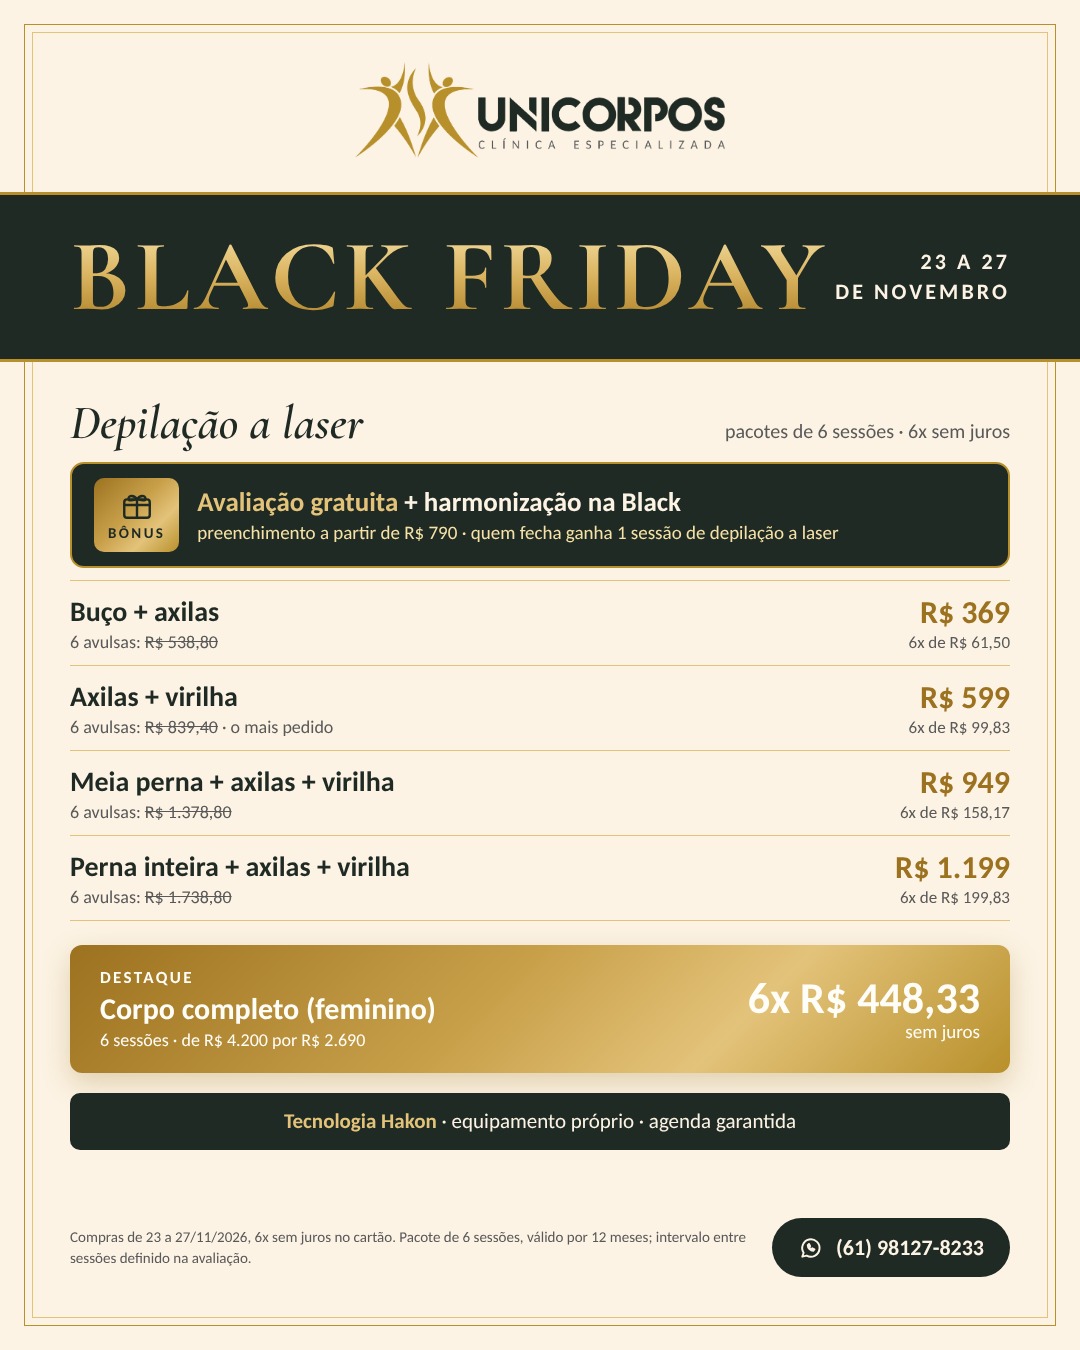 UNICORPOS
CLÍNICA ESPECIALIZADA
BLACK FRIDAY
23 A 27
DE NOVEMBRO
Depilação a laser
pacotes de 6 sessões · 6x sem juros
BÔNUS
Avaliação gratuita + harmonização na Black
preenchimento a partir de R$ 790 · quem fecha ganha 1 sessão de depilação a laser
Buço + axilas
R$ 369
6 avulsas: R$ 538,80
6x de R$ 61,50
Axilas + virilha
R$ 599
6 avulsas: R$ 839,40 · o mais pedido
6x de R$ 99,83
Meia perna + axilas + virilha
R$ 949
6 avulsas: R$ 1.378,80
6x de R$ 158,17
Perna inteira + axilas + virilha
R$ 1.199
6 avulsas: R$ 1.738,80
6x de R$ 199,83
DESTAQUE
Corpo completo (feminino)
6 sessões · de R$ 4.200 por R$ 2.690
6x R$ 448,33
sem juros
Tecnologia Hakon · equipamento próprio · agenda garantida
Compras de 23 a 27/11/2026, 6x sem juros no cartão. Pacote de 6 sessões, válido por 12 meses; intervalo entre
sessões definido na avaliação.
(61) 98127-8233